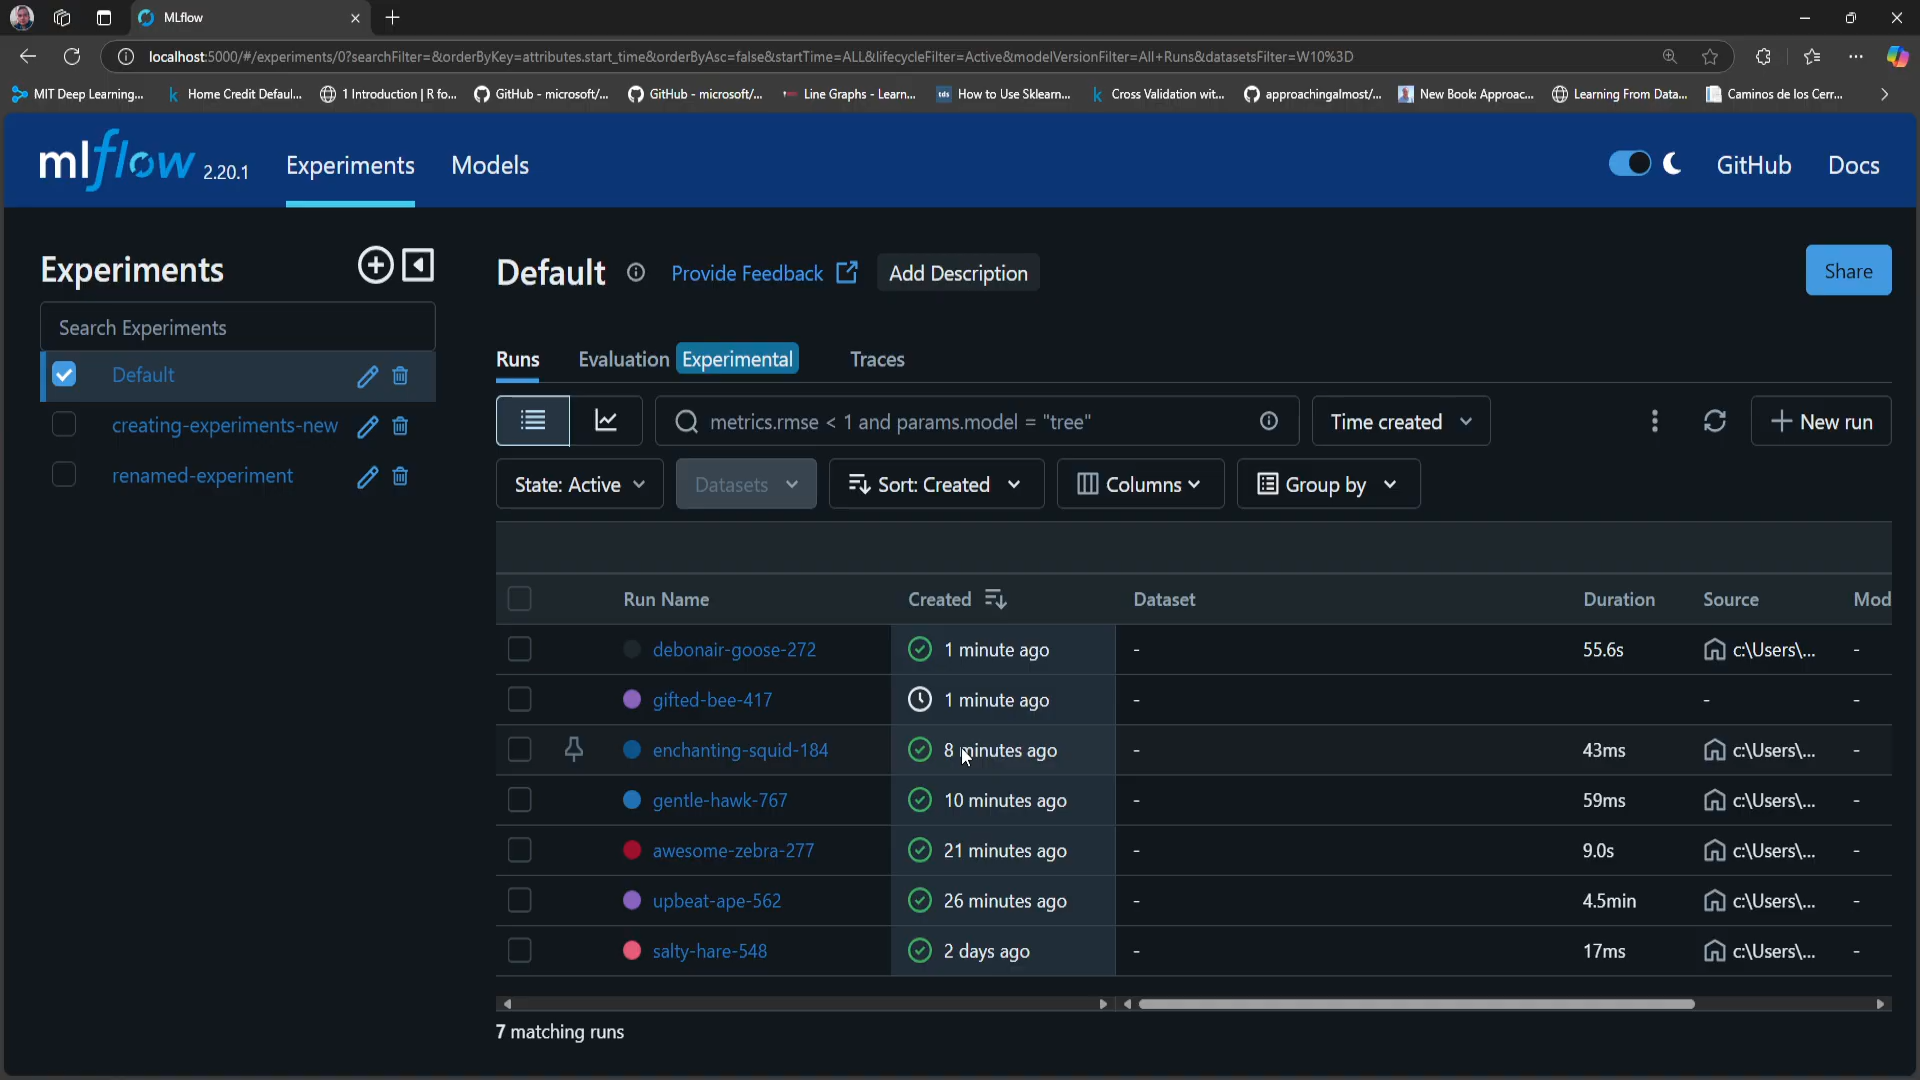 MLflow
localhost:5000/#/experiments/0?searchFilter=&orderByKey=attributes.start_time&orderByAsc=false&startTime=ALL&lifecycleFilter=Active&modelVersionFilter=All+Runs&datasetsFilter=W10%3D
MIT Deep Learning...
Home Credit Defaul...
1 Introduction | R fo...
GitHub - microsoft/...
GitHub - microsoft/...
Line Graphs - Learn...
tds How to Use Sklearn...
Cross Validation wit...
approachingalmost/...
New Book: Approac...
Learning From Data...
Caminos de los Cerr...
mlflow 2.20.1
Experiments
Models
GitHub
Docs
Experiments
Search Experiments
Default
creating-experiments-new
renamed-experiment
Default
Provide Feedback
Add Description
Share
Runs
Evaluation Experimental
Traces
metrics.rmse < 1 and params.model = "tree"
Time created
New run
State: Active
Datasets
Sort: Created
Columns
Group by
Run Name Created Dataset Duration Source Mod
debonair-goose-272 1 minute ago - 55.6s c:\Users\... -
gifted-bee-417 1 minute ago - - -
enchanting-squid-184 8 minutes ago - 43ms c:\Users\... -
gentle-hawk-767 10 minutes ago - 59ms c:\Users\... -
awesome-zebra-277 21 minutes ago - 9.0s c:\Users\... -
upbeat-ape-562 26 minutes ago - 4.5min c:\Users\... -
salty-hare-548 2 days ago - 17ms c:\Users\... -
7 matching runs